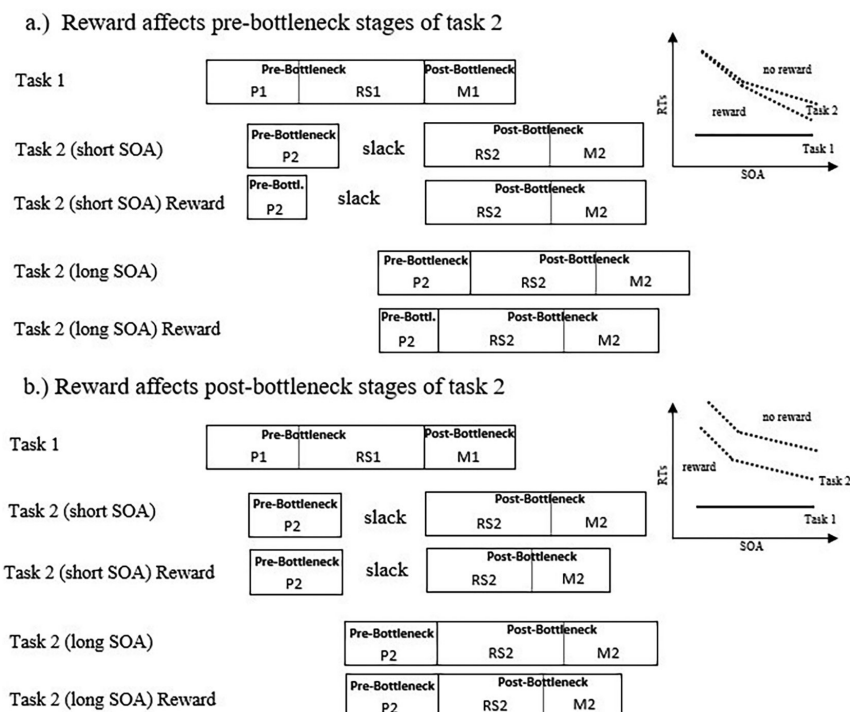 a.) Reward affects pre-bottleneck stages of task 2
Task 1
Pre-Bottleneck Post-Bottleneck
P1 RS1 M1
Task 2 (short SOA)
Pre-Bottleneck
P2
slack
Post-Bottleneck
RS2 M2
Task 2 (short SOA) Reward
Pre-Bottl.
P2
slack
Post-Bottleneck
RS2 M2
Task 2 (long SOA)
Pre-Bottleneck Post-Bottleneck
P2 RS2 M2
Task 2 (long SOA) Reward
Pre-Bottl. Post-Bottleneck
P2 RS2 M2
RTs
no reward
reward
Task 2
Task 1
SOA
b.) Reward affects post-bottleneck stages of task 2
Task 1
Pre-Bottleneck Post-Bottleneck
P1 RS1 M1
Task 2 (short SOA)
Pre-Bottleneck
P2
slack
Post-Bottleneck
RS2 M2
Task 2 (short SOA) Reward
Pre-Bottleneck
P2
slack
Post-Bottleneck
RS2 M2
Task 2 (long SOA)
Pre-Bottleneck Post-Bottleneck
P2 RS2 M2
Task 2 (long SOA) Reward
Pre-Bottleneck Post-Bottleneck
P2 RS2 M2
RTs
no reward
reward
Task 2
Task 1
SOA